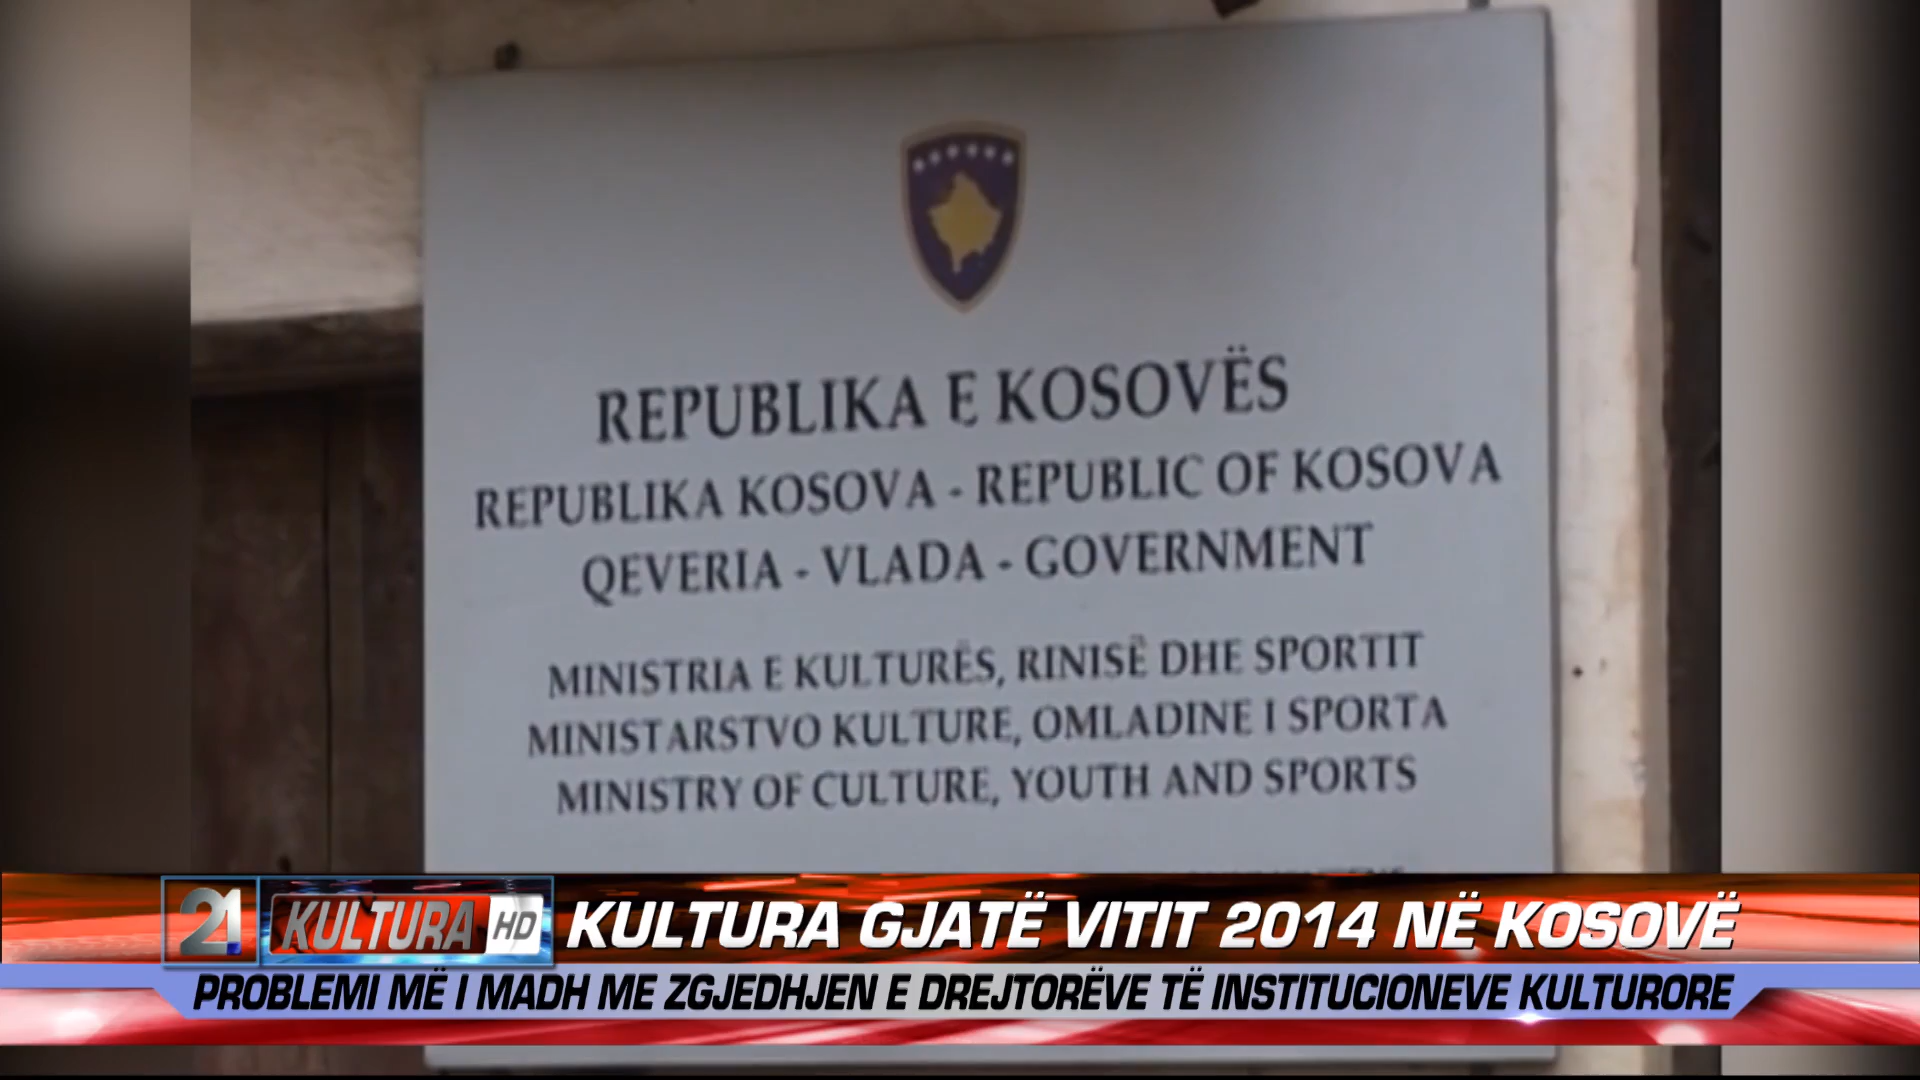 REPUBLIKA E KOSOVËS
REPUBLIKA KOSOVA - REPUBLIC OF KOSOVA
QEVERIA - VLADA - GOVERNMENT
MINISTRIA E KULTURËS, RINISË DHE SPORTIT
MINISTARSTVO KULTURE, OMLADINE I SPORTA
MINISTRY OF CULTURE, YOUTH AND SPORTS
21 KULTURA HD KULTURA GJATË VITIT 2014 NË KOSOVË
PROBLEMI MË I MADH ME ZGJEDHJEN E DREJTORËVE TË INSTITUCIONEVE KULTURORE